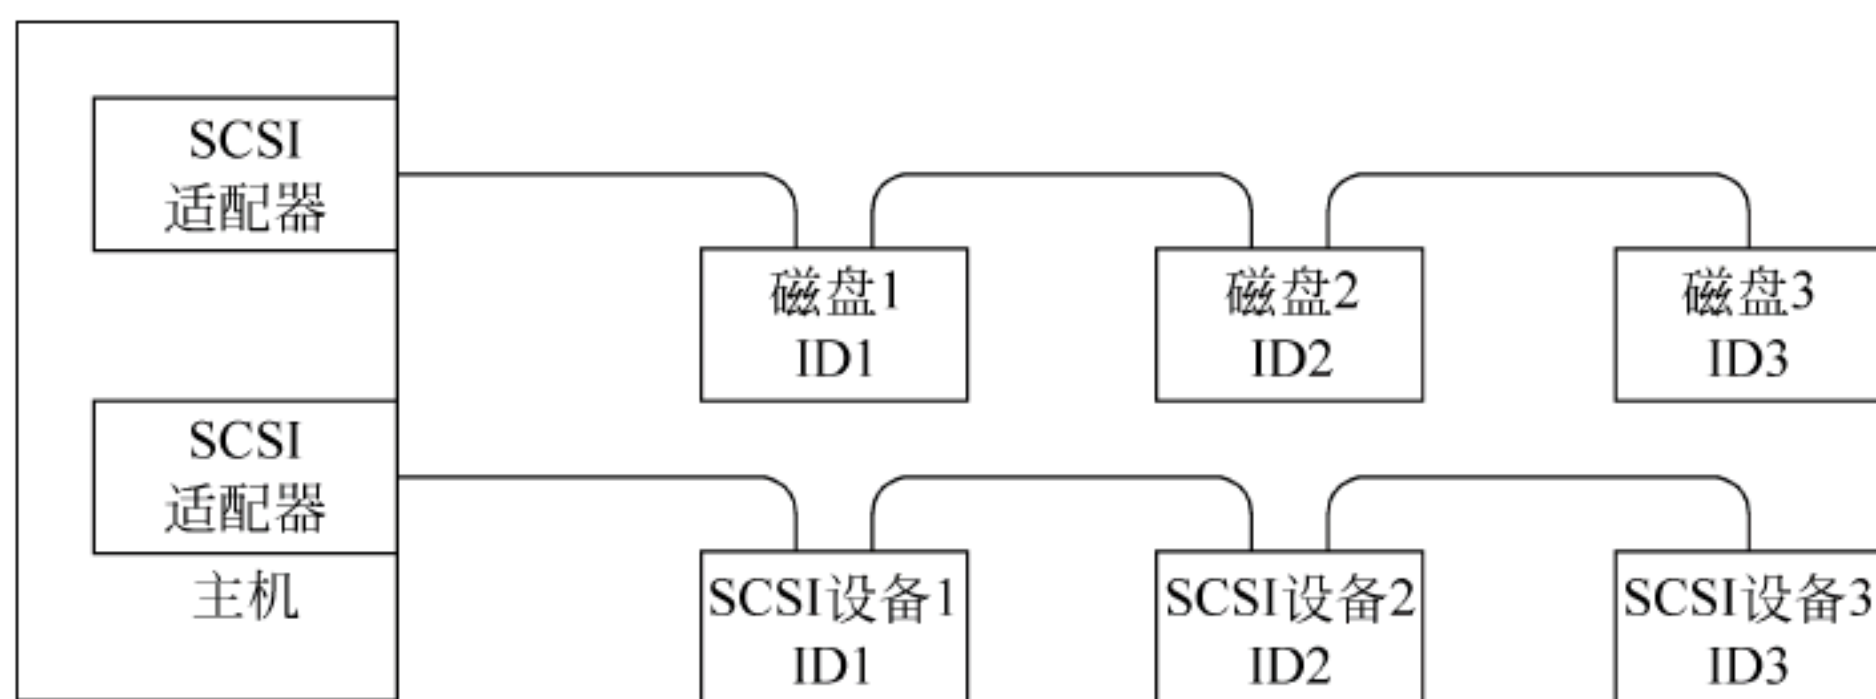 SCSI
适配器
磁盘1
ID1
磁盘2
ID2
磁盘3
ID3
SCSI
适配器
主机
SCSI设备1
ID1
SCSI设备2
ID2
SCSI设备3
ID3